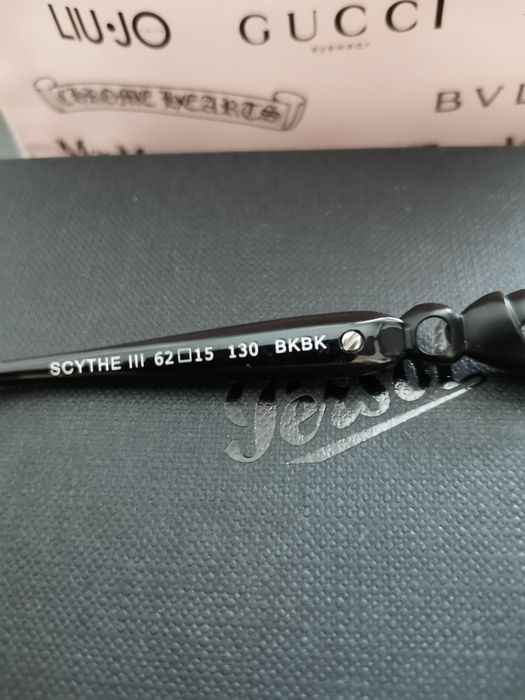 LIU·JO
GUCCI
eyewear
CHROME HEARTS
BVL
SCYTHE III 62□15 130 BKBK
Persol